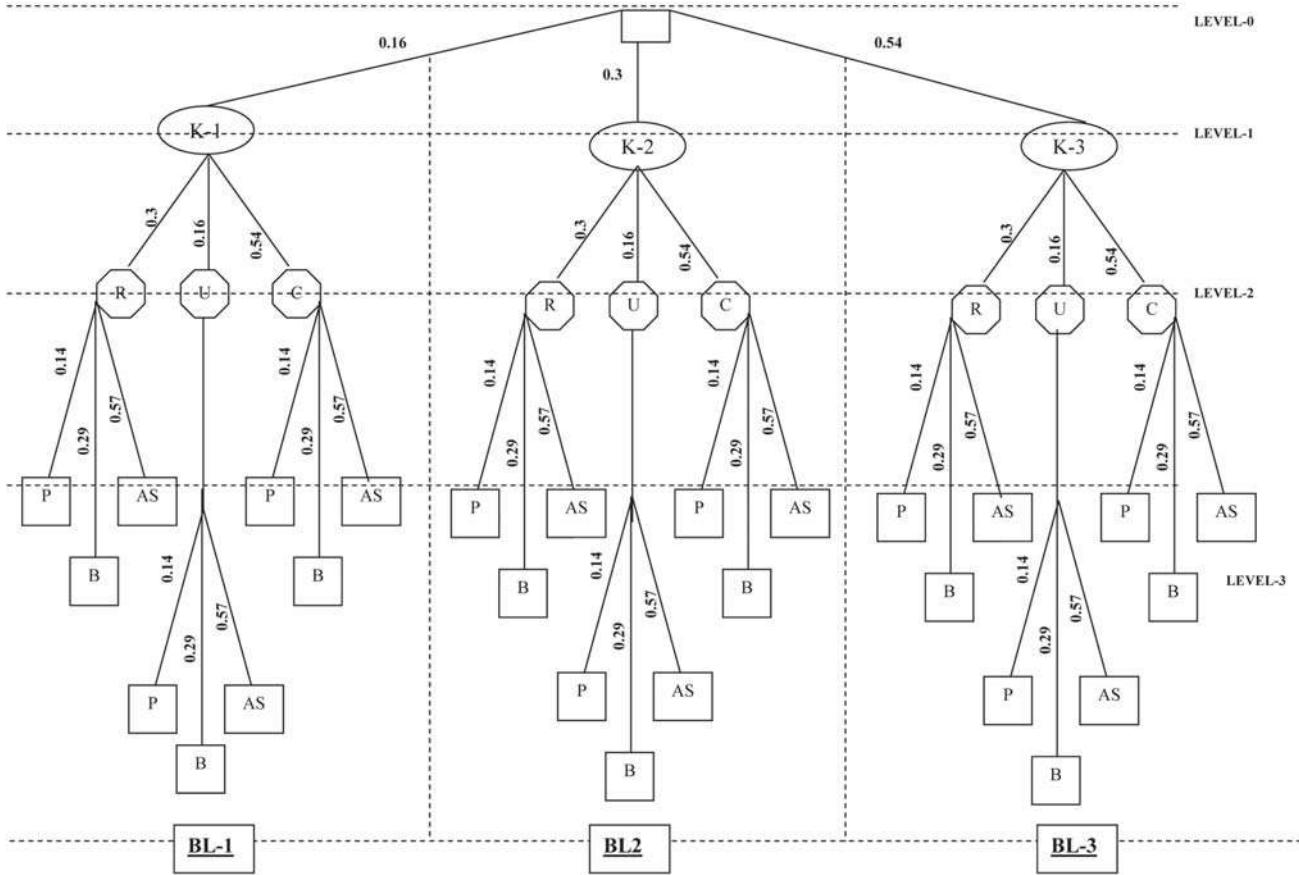 LEVEL-0
0.16
0.54
0.3
K-1
K-2
K-3
LEVEL-1
0.3
0.16
0.54
0.3
0.16
0.54
0.3
0.16
0.54
R
U
C
R
U
C
R
U
C
LEVEL-2
0.14
0.29
0.57
0.14
0.29
0.57
0.14
0.29
0.57
0.14
0.29
0.57
0.14
0.29
0.57
0.14
0.29
0.57
P
AS
P
AS
P
AS
P
AS
P
AS
P
AS
B
B
B
B
B
B
LEVEL-3
0.14
0.29
0.57
0.14
0.29
0.57
0.14
0.29
0.57
P
AS
P
AS
P
AS
B
B
B
BL-1
BL2
BL-3